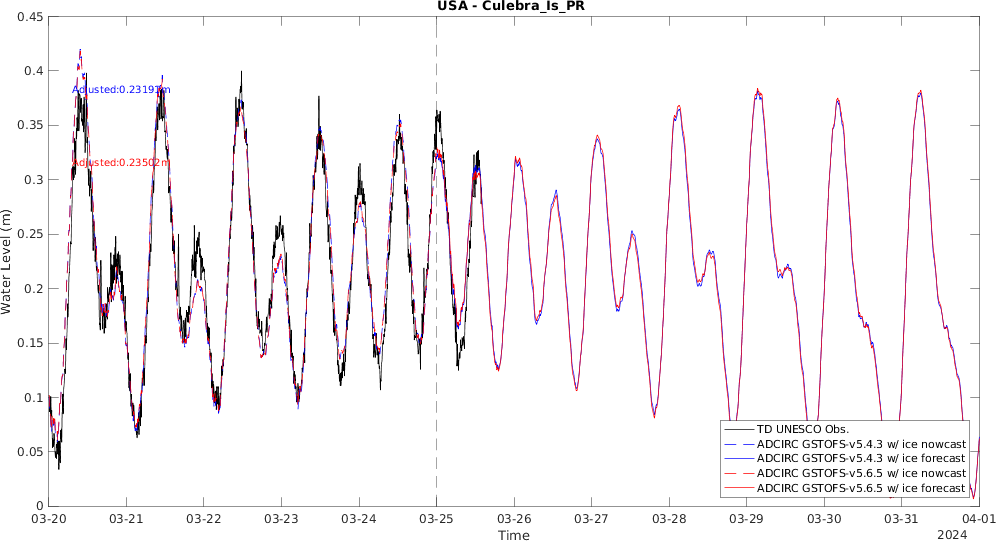 USA - Culebra_Is_PR
0.45
0.4
0.35
0.3
0.25
0.2
0.15
0.1
0.05
0
Water Level (m)
Adjusted:0.23197m
Adjusted:0.23502m
TD UNESCO Obs.
ADCIRC GSTOFS-v5.4.3 w/ ice nowcast
ADCIRC GSTOFS-v5.4.3 w/ ice forecast
ADCIRC GSTOFS-v5.6.5 w/ ice nowcast
ADCIRC GSTOFS-v5.6.5 w/ ice forecast
03-20 03-21 03-22 03-23 03-24 03-25 03-26 03-27 03-28 03-29 03-30 03-31 04-01
Time
2024